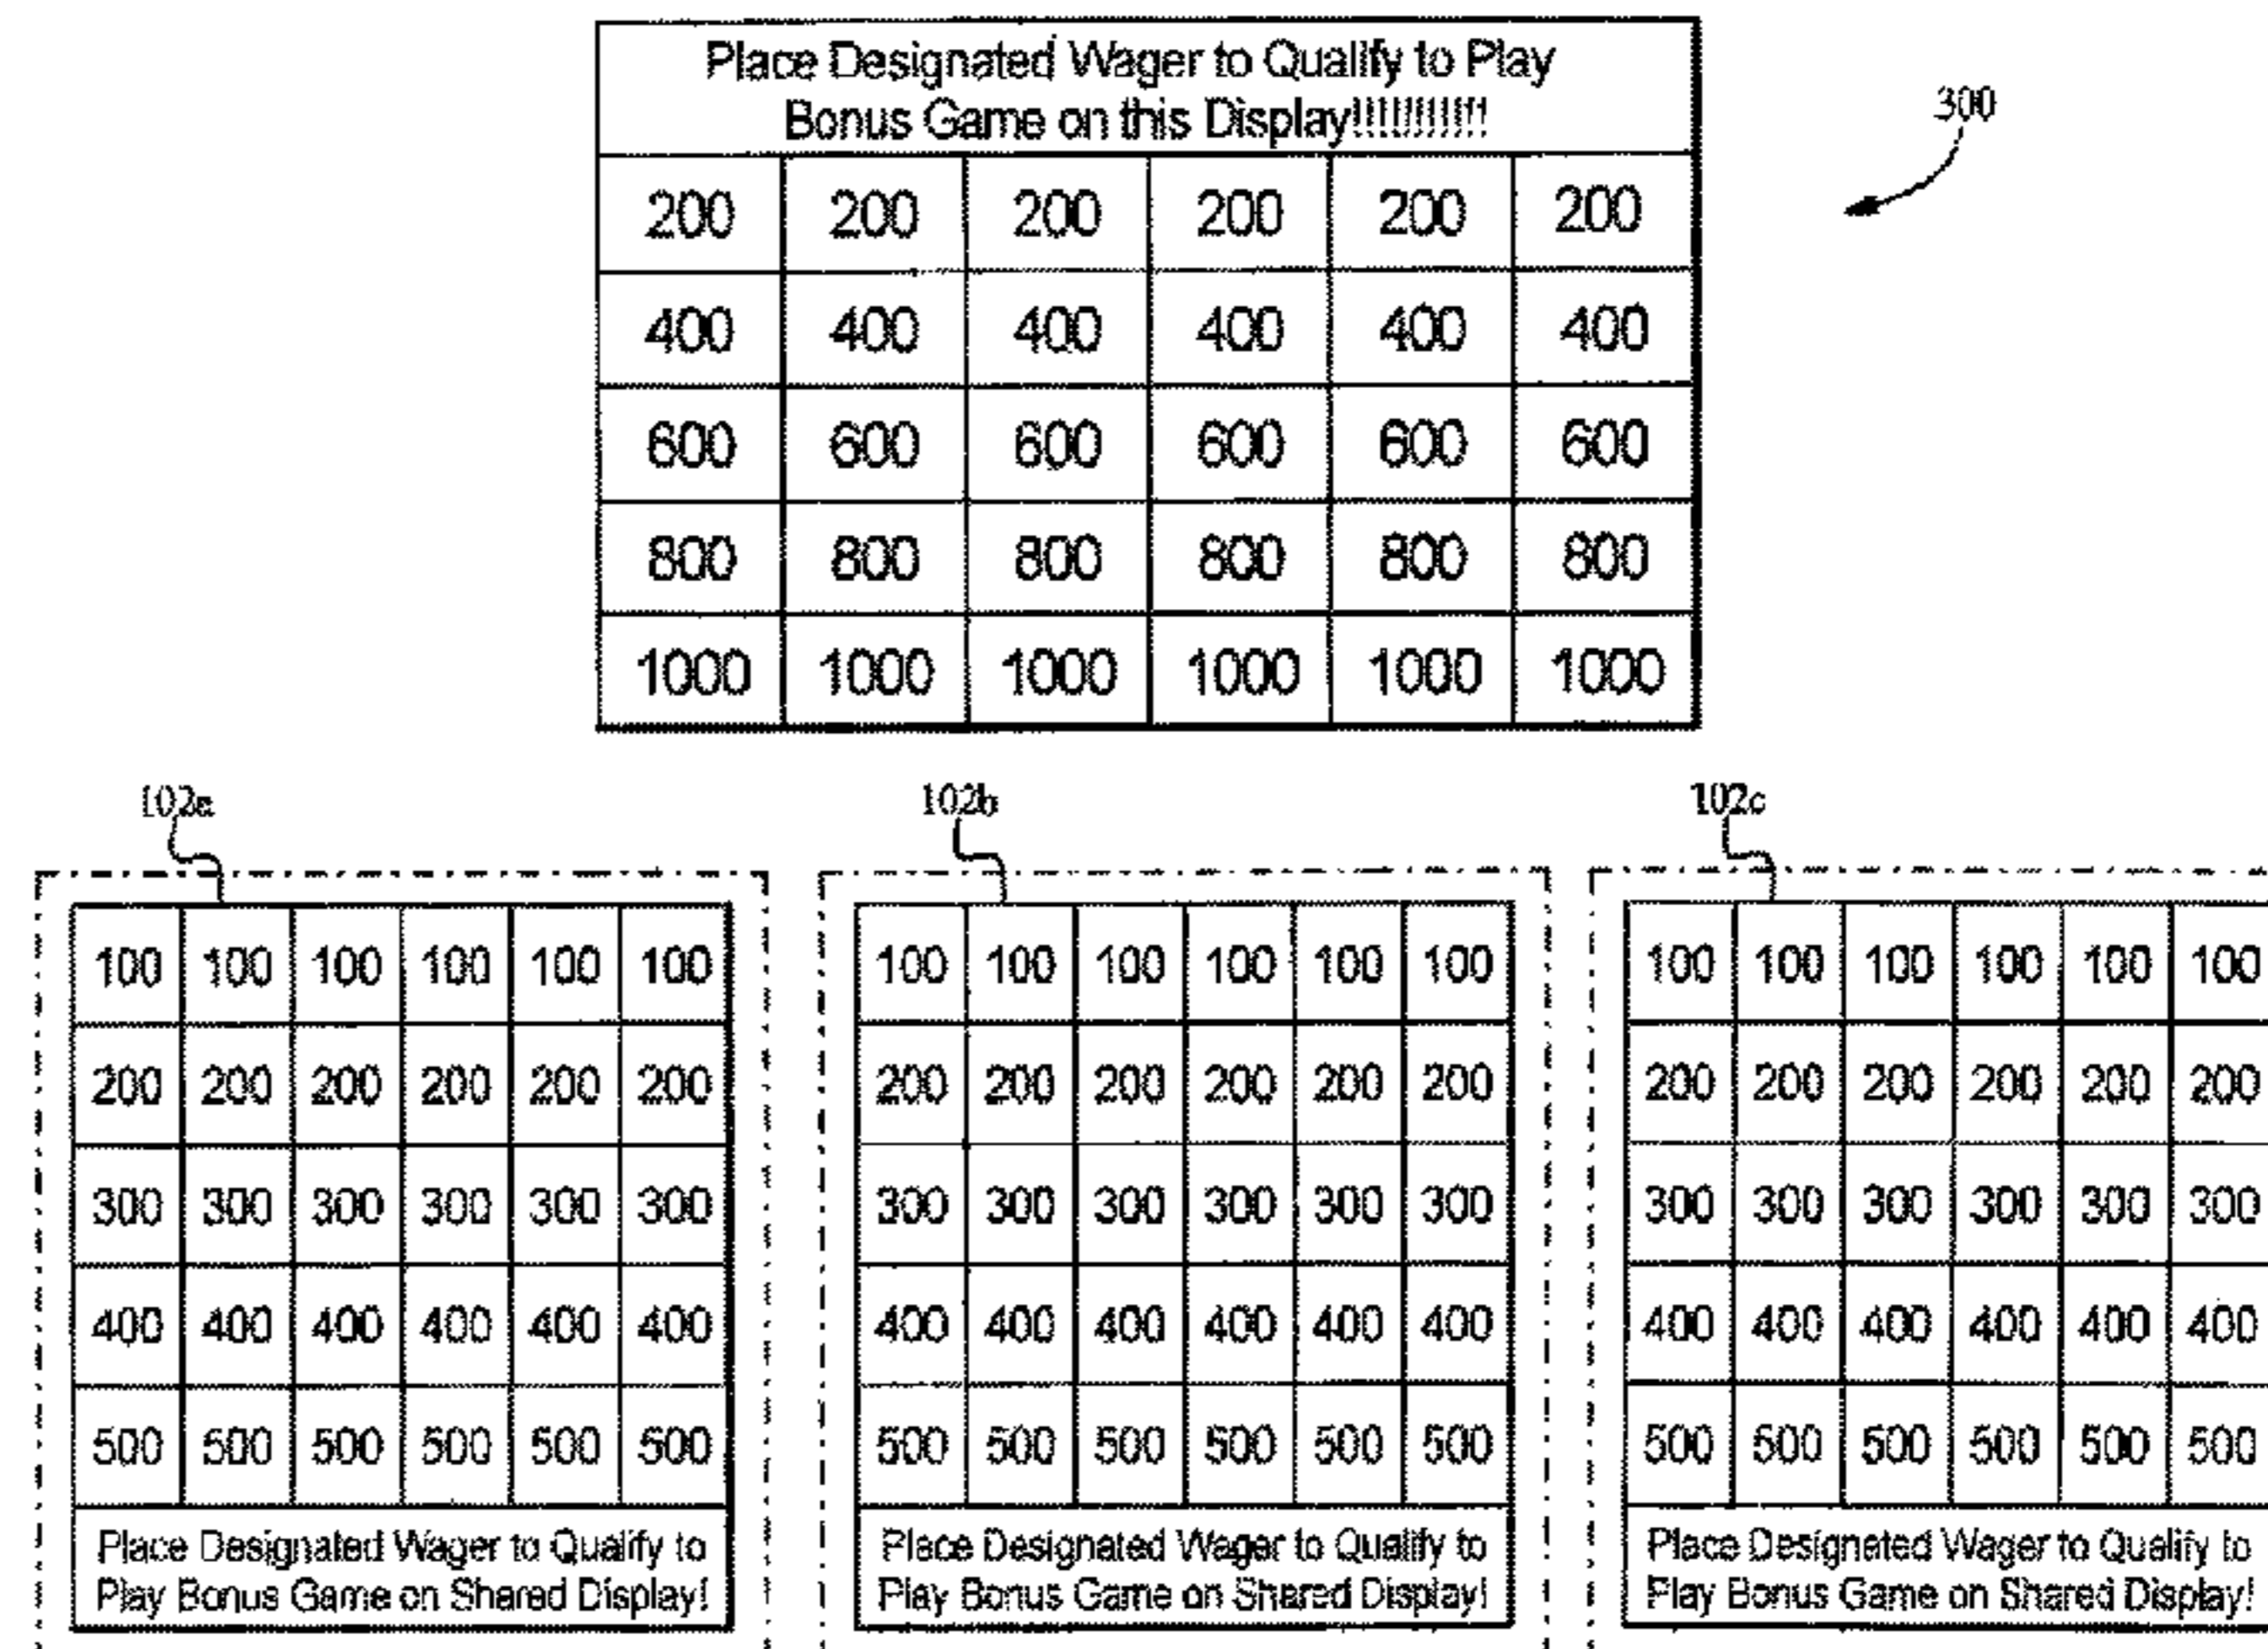 Place Designated Wager to Qualify to Play
Bonus Game on this Display!!!!!!!!!!!
300
200 200 200 200 200 200
400 400 400 400 400 400
600 600 600 600 600 600
800 800 800 800 800 800
1000 1000 1000 1000 1000 1000
102a
100 100 100 100 100 100
200 200 200 200 200 200
300 300 300 300 300 300
400 400 400 400 400 400
500 500 500 500 500 500
Place Designated Wager to Qualify to
Play Bonus Game on Shared Display!
102b
100 100 100 100 100 100
200 200 200 200 200 200
300 300 300 300 300 300
400 400 400 400 400 400
500 500 500 500 500 500
Place Designated Wager to Qualify to
Play Bonus Game on Shared Display!
102c
100 100 100 100 100 100
200 200 200 200 200 200
300 300 300 300 300 300
400 400 400 400 400 400
500 500 500 500 500 500
Place Designated Wager to Qualify to
Play Bonus Game on Shared Display!